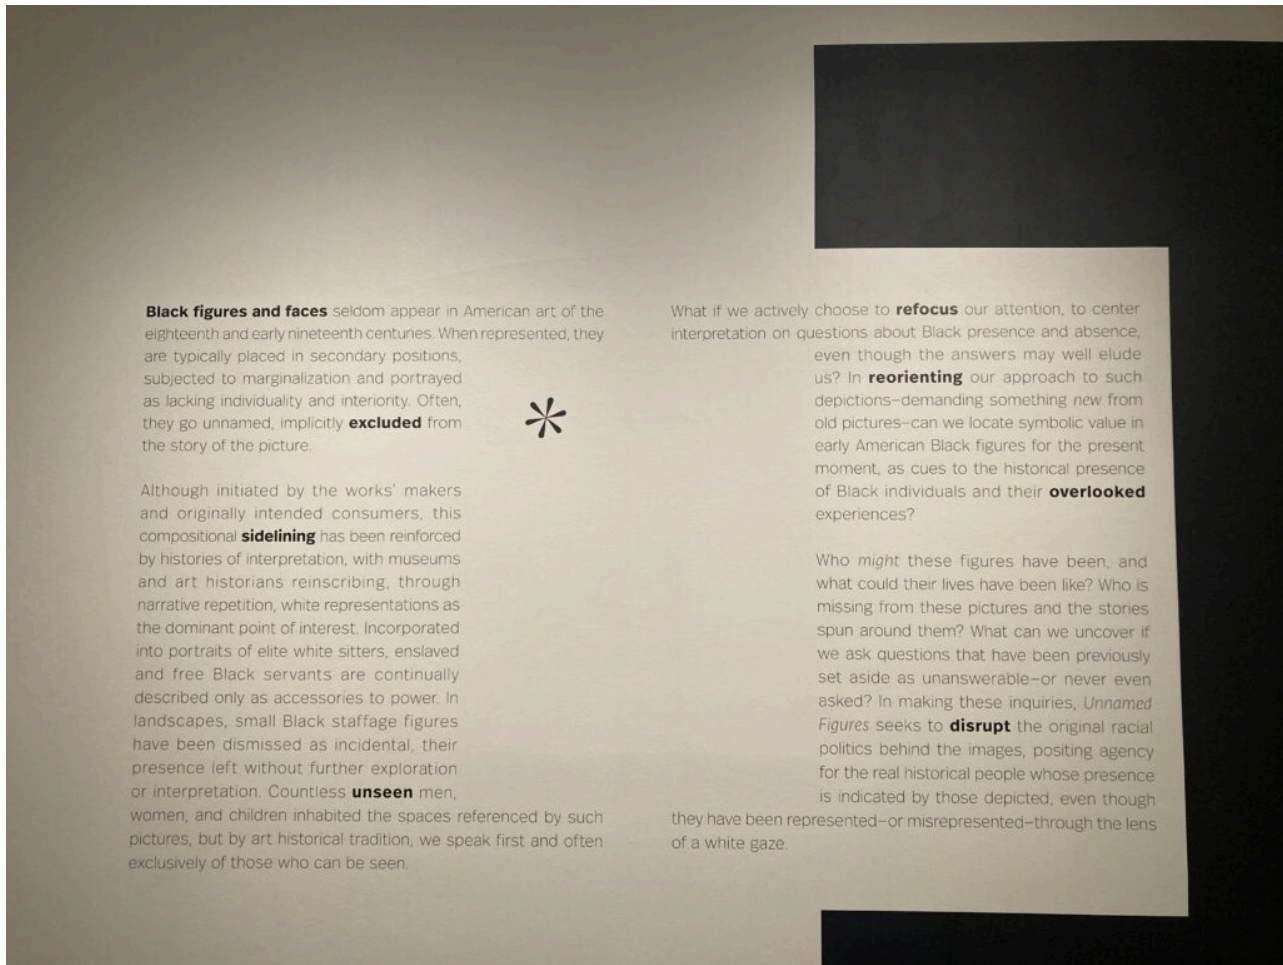 Black figures and faces seldom appear in American art of the
eighteenth and early nineteenth centuries. When represented, they
are typically placed in secondary positions,
subjected to marginalization and portrayed
as lacking individuality and interiority. Often,
they go unnamed, implicitly excluded from
the story of the picture.
Although initiated by the works' makers
and originally intended consumers, this
compositional sidelining has been reinforced
by histories of interpretation, with museums
and art historians reinscribing, through
narrative repetition, white representations as
the dominant point of interest. Incorporated
into portraits of elite white sitters, enslaved
and free Black servants are continually
described only as accessories to power. In
landscapes, small Black staffage figures
have been dismissed as incidental, their
presence left without further exploration
or interpretation. Countless unseen men,
women, and children inhabited the spaces referenced by such
pictures, but by art historical tradition, we speak first and often
exclusively of those who can be seen.
*
What if we actively choose to refocus our attention, to center
interpretation on questions about Black presence and absence,
even though the answers may well elude
us? In reorienting our approach to such
depictions–demanding something new from
old pictures–can we locate symbolic value in
early American Black figures for the present
moment, as cues to the historical presence
of Black individuals and their overlooked
experiences?
Who might these figures have been, and
what could their lives have been like? Who is
missing from these pictures and the stories
spun around them? What can we uncover if
we ask questions that have been previously
set aside as unanswerable–or never even
asked? In making these inquiries, Unnamed
Figures seeks to disrupt the original racial
politics behind the images, positing agency
for the real historical people whose presence
is indicated by those depicted, even though
they have been represented–or misrepresented–through the lens
of a white gaze.